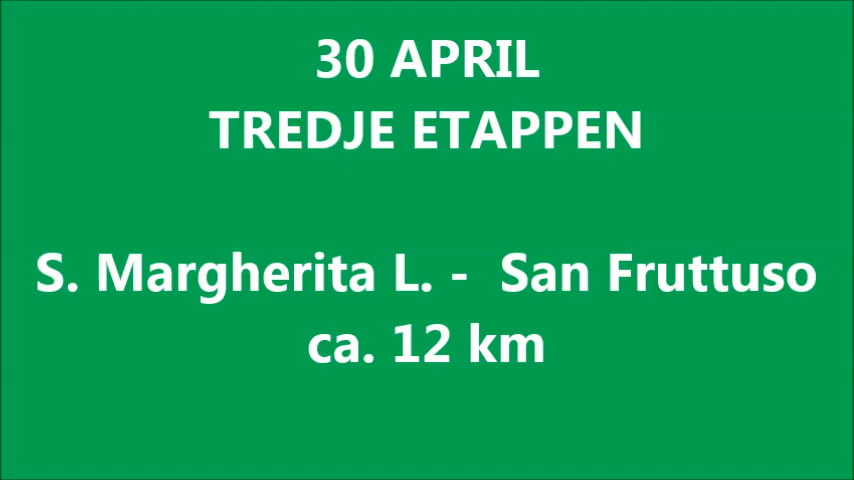 30 APRIL
TREDJE ETAPPEN
S. Margherita L. - San Fruttuso
ca. 12 km